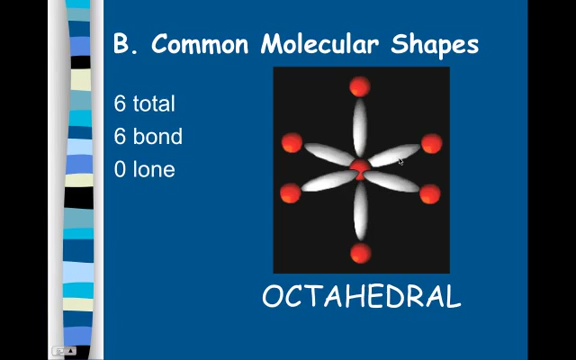 B. Common Molecular Shapes
6 total
6 bond
0 lone
OCTAHEDRAL